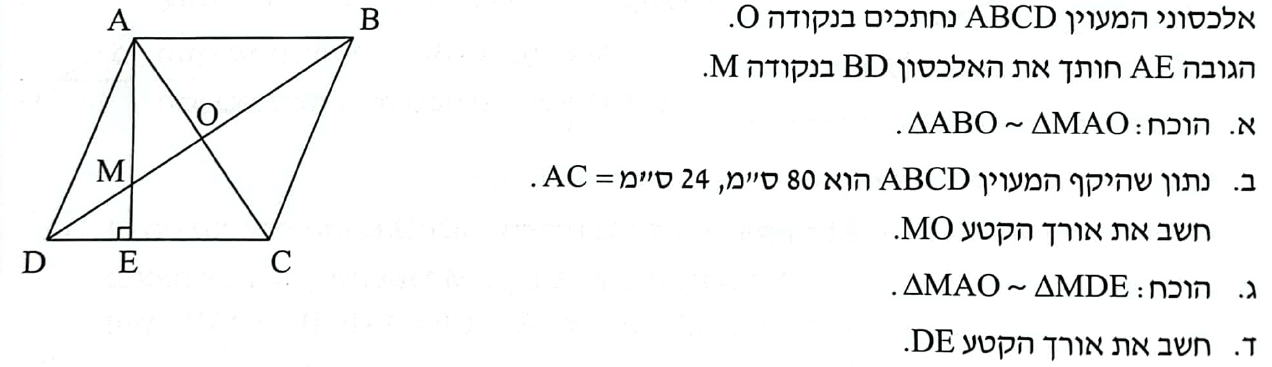 אלכסוני המעוין ABCD נחתכים בנקודה O.
הגובה AE חותך את האלכסון BD בנקודה M.
א. הוכח: ΔABO ~ ΔMAO.
ב. נתון שהיקף המעוין ABCD הוא 80 ס״מ, 24 ס״מ = AC.
חשב את אורך הקטע MO.
ג. הוכח: ΔMAO ~ ΔMDE.
ד. חשב את אורך הקטע DE.
A B
O
M
D E C